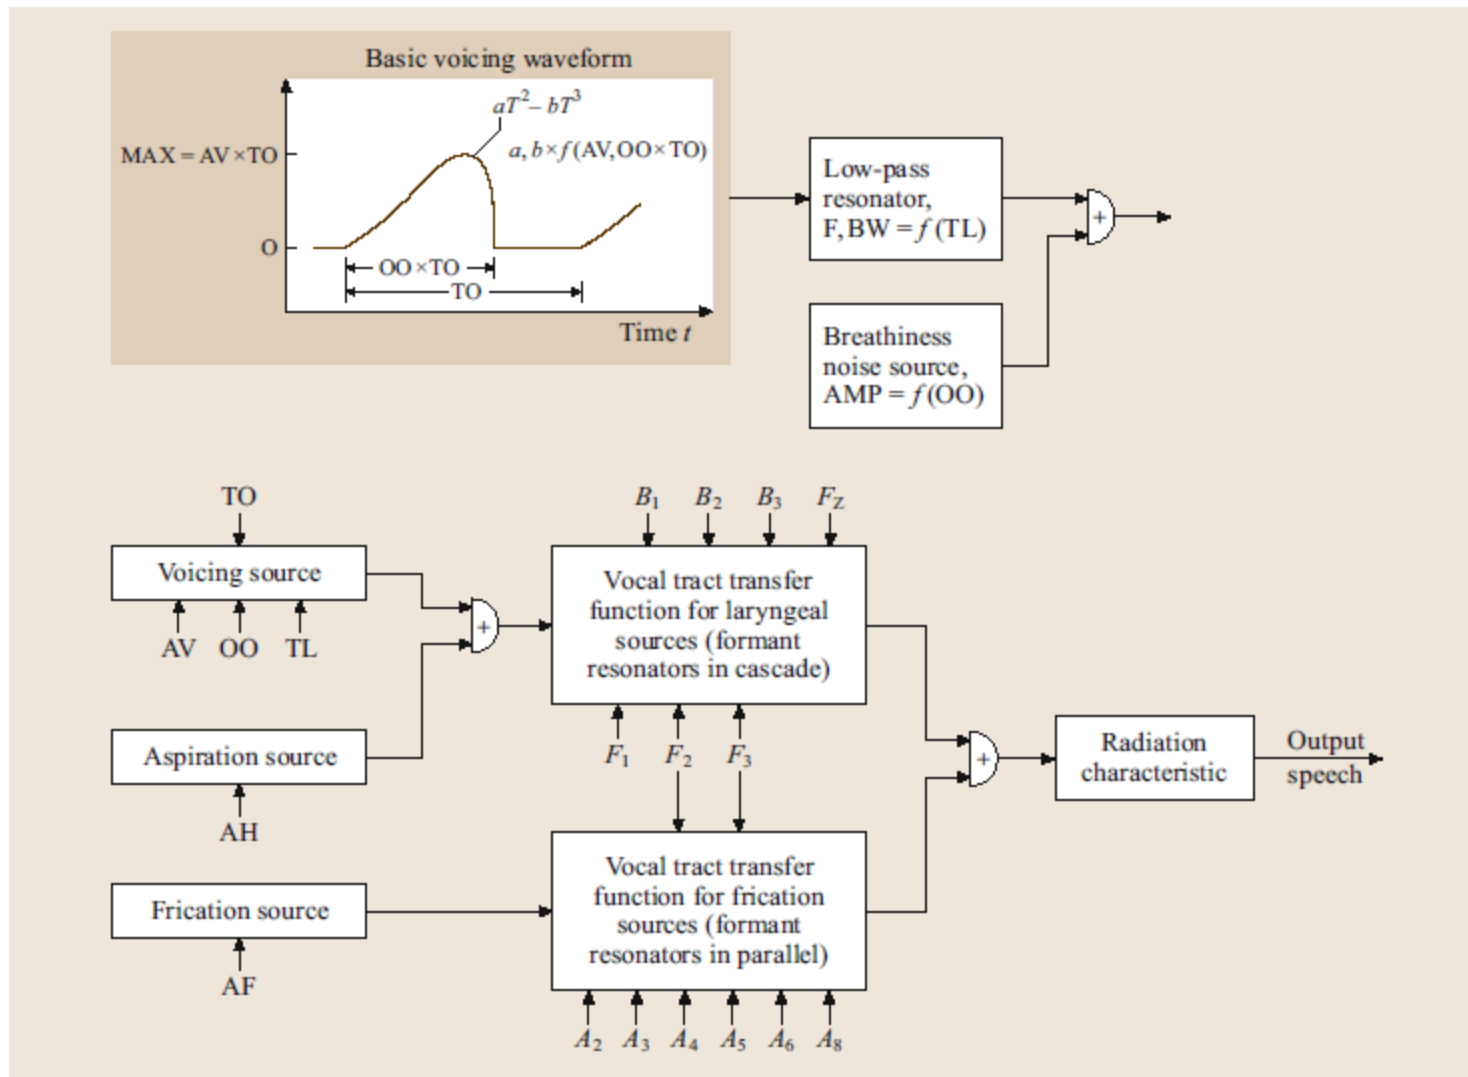 Basic voicing waveform
aT²– bT³
MAX = AV ×TO
a, b×f(AV,OO×TO)
O
OO ×TO
TO
Time t
Low-pass
resonator,
F, BW = f(TL)
+
Breathiness
noise source,
AMP = f(OO)
TO
B₁ B₂ B₃ F_Z
Voicing source
AV OO TL
+
Vocal tract transfer
function for laryngeal
sources (formant
resonators in cascade)
Aspiration source
AH
F₁ F₂ F₃
+
Radiation
characteristic
Output
speech
Frication source
AF
Vocal tract transfer
function for frication
sources (formant
resonators in parallel)
A₂ A₃ A₄ A₅ A₆ A₈